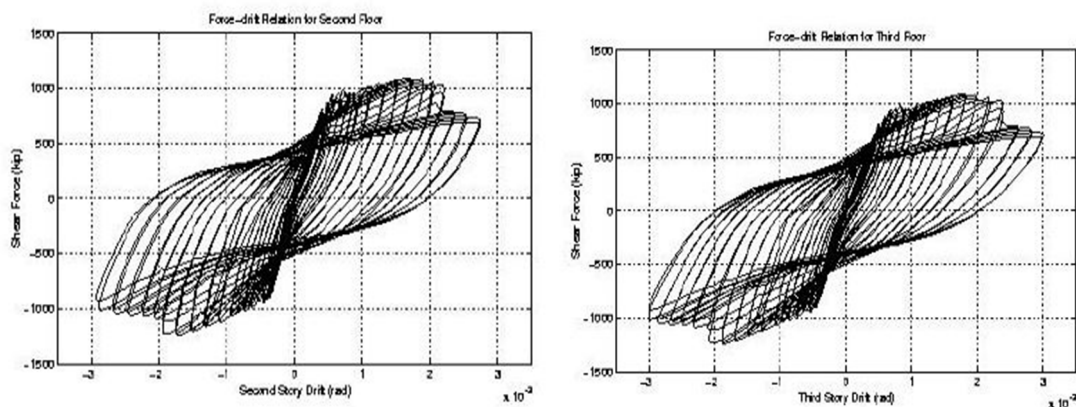 Force-drift Relation for Second Floor
1500
1000
500
0
-500
-1000
-1500
Shear Force (kip)
-3 -2 -1 0 1 2 3
Second Story Drift (rad)
x 10⁻³
Force-drift Relation for Third Floor
1500
1000
500
0
-500
-1000
-1500
Shear Force (kip)
-3 -2 -1 0 1 2 3
Third Story Drift (rad)
x 10⁻³